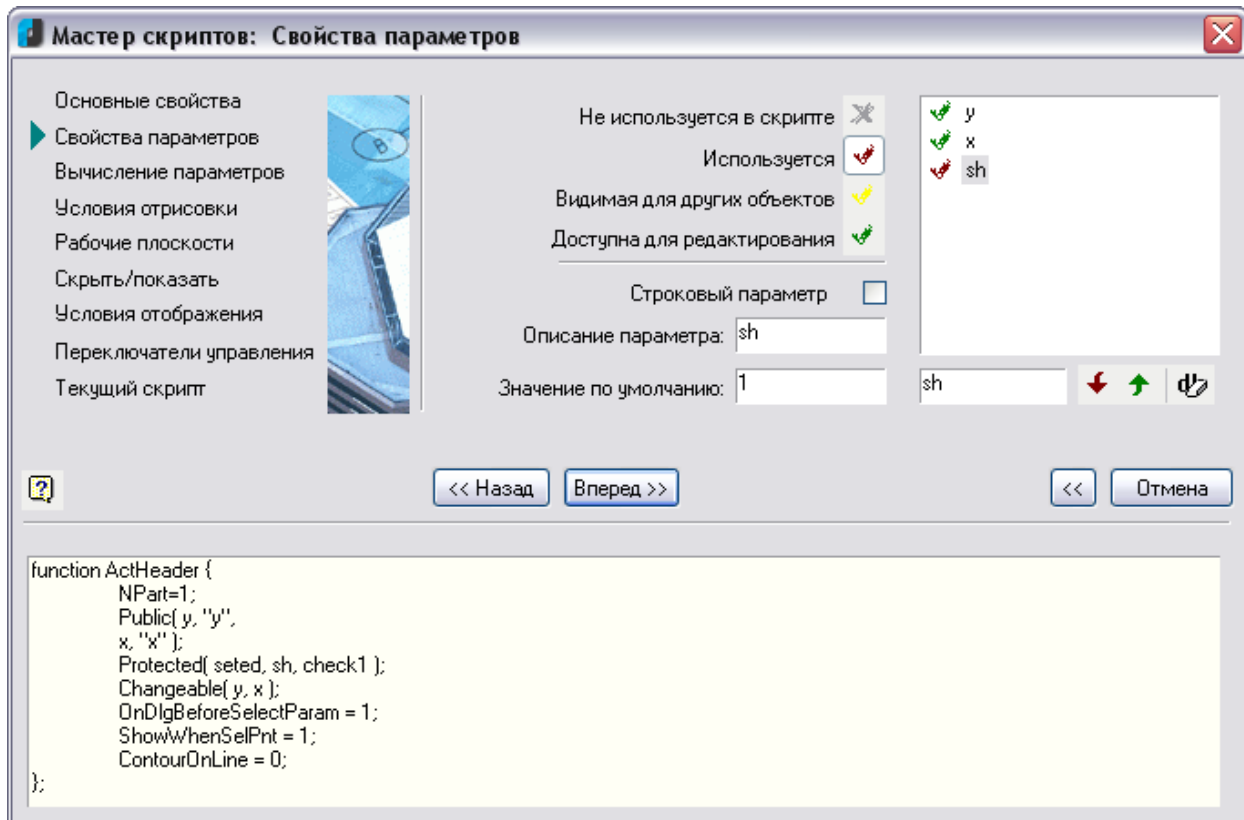 Мастер скриптов: Свойства параметров
Основные свойства
Свойства параметров
Вычисление параметров
Условия отрисовки
Рабочие плоскости
Скрыть/показать
Условия отображения
Переключатели управления
Текущий скрипт
Не используется в скрипте
Используется
Видимая для других объектов
Доступна для редактирования
Строковый параметр
Описание параметра: sh
Значение по умолчанию: 1
y
x
sh
sh
<< Назад
Вперед >>
<<
Отмена
function ActHeader {
NPart=1;
Public( y, "y",
x, "x" );
Protected( seted, sh, check1 );
Changeable( y, x );
OnDlgBeforeSelectParam = 1;
ShowWhenSelPnt = 1;
ContourOnLine = 0;
};